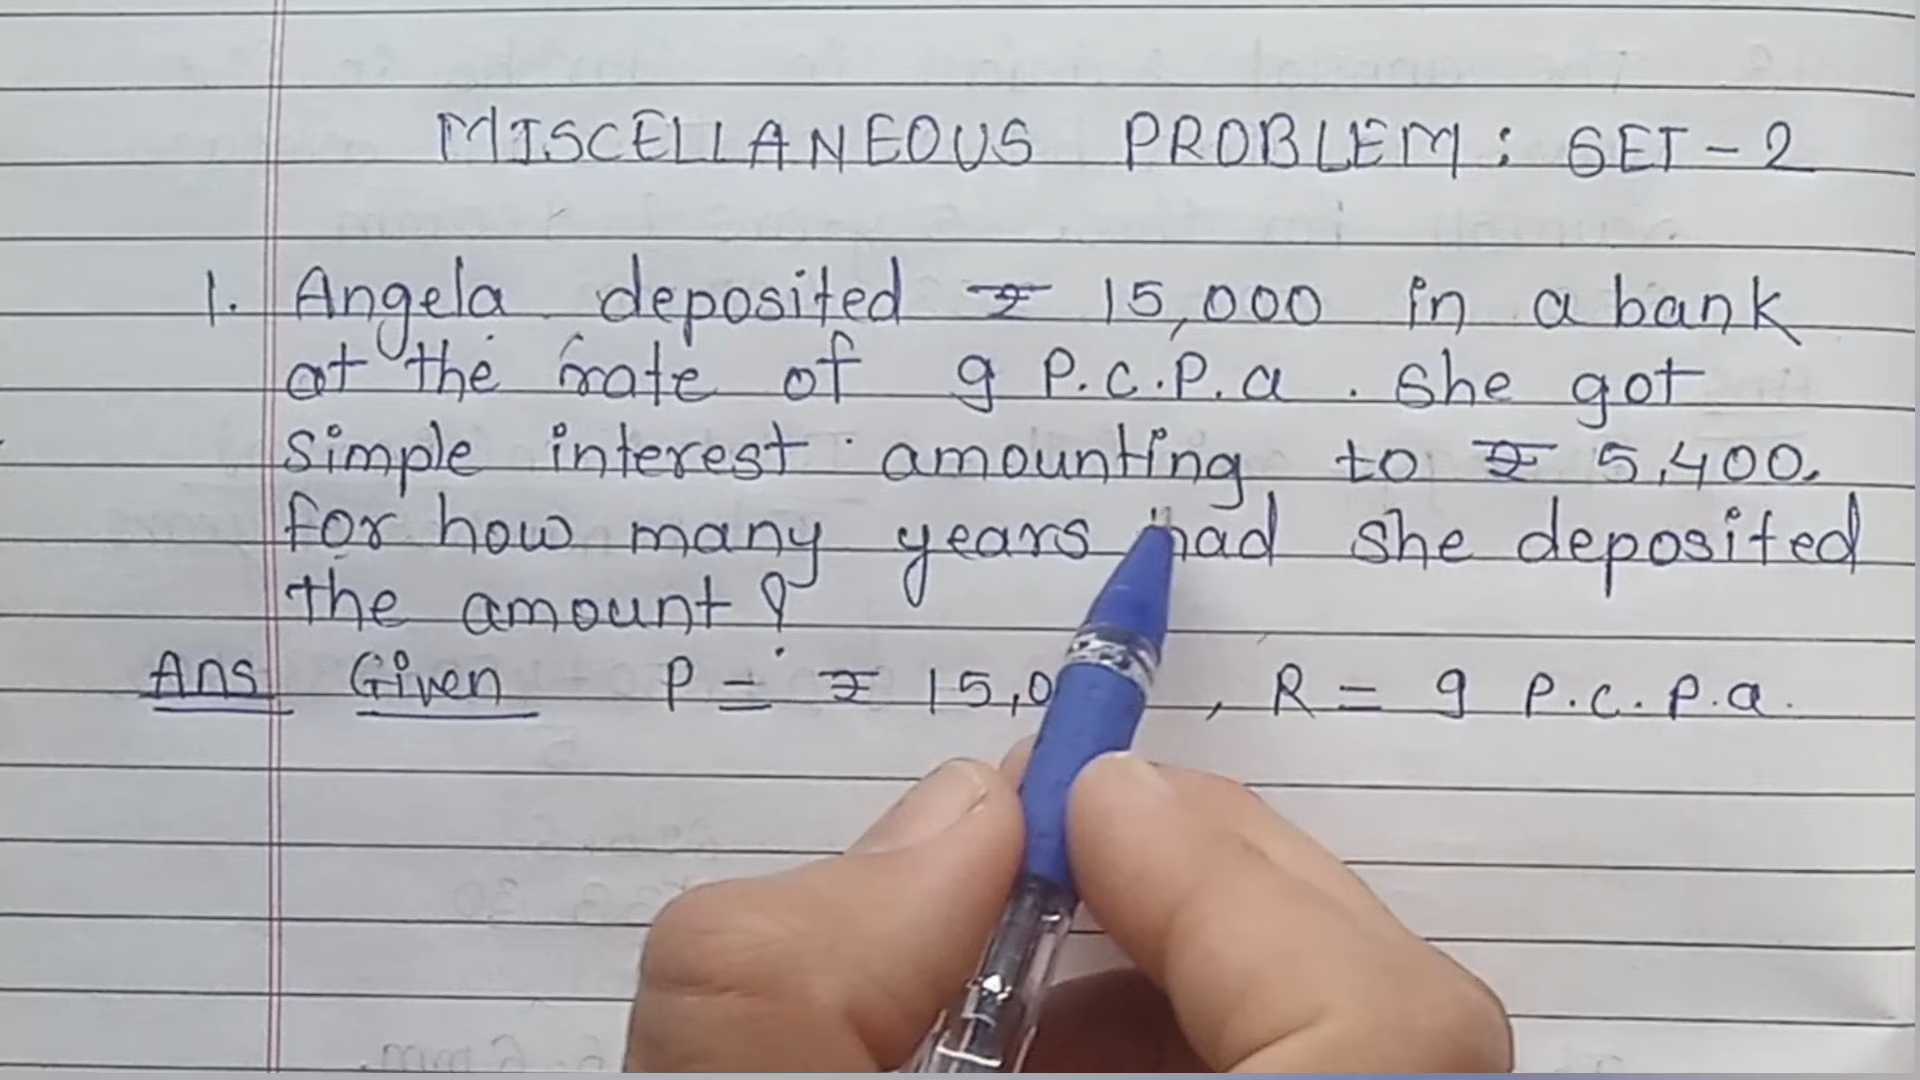 MISCELLANEOUS PROBLEM: SET-2
1. Angela deposited ₹ 15,000 in a bank
at the rate of 9 P.C.P.a. She got
simple interest amounting to ₹ 5,400.
For how many years had she deposited
the amount?
Ans Given P = ₹ 15,0 , R = 9 P.C.P.a.